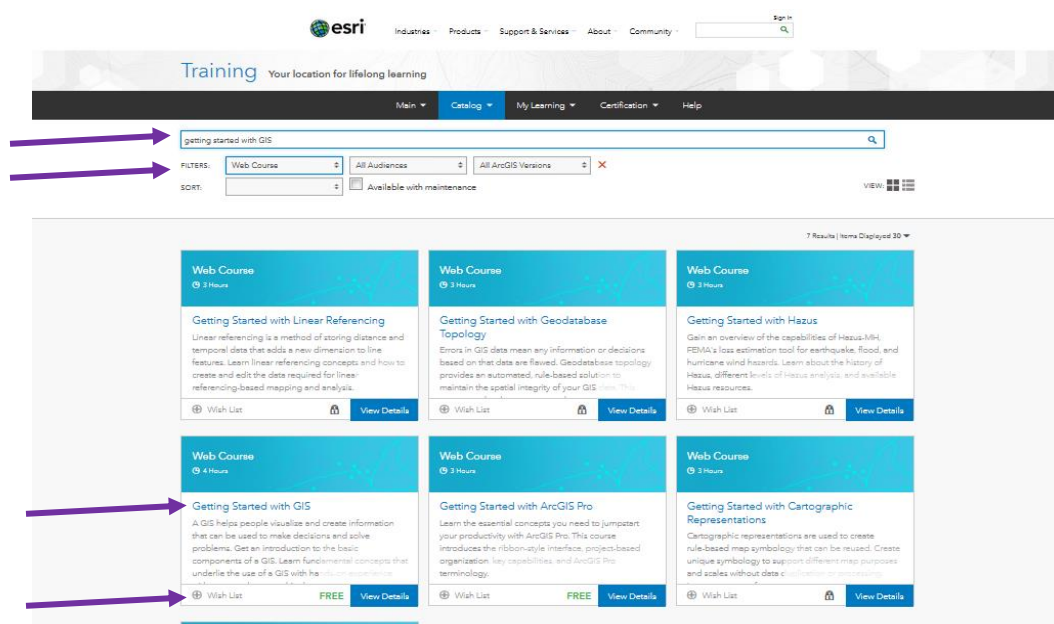 esri
Sign In
Industries Products Support & Services About Community
Training Your location for lifelong learning
Main Catalog My Learning Certification Help
getting started with GIS
FILTERS: Web Course All Audiences All ArcGIS Versions
SORT: Available with maintenance VIEW:
7 Results | Items Displayed 30
Web Course
3 Hours
Getting Started with Linear Referencing
Linear referencing is a method of storing distance and
temporal data that adds a new dimension to line
features. Learn linear referencing concepts and how to
create and edit the data required for linear
referencing-based mapping and analysis.
Wish List View Details
Web Course
3 Hours
Getting Started with Geodatabase
Topology
Errors in GIS data mean any information or decisions
based on that data are flawed. Geodatabase topology
provides an automated, rule-based solution to
maintain the spatial integrity of your GIS data. This
Wish List View Details
Web Course
3 Hours
Getting Started with Hazus
Gain an overview of the capabilities of Hazus-MH,
FEMA's loss estimation tool for earthquake, flood, and
hurricane wind hazards. Learn about the history of
Hazus, different levels of Hazus analysis, and available
Hazus resources.
Wish List View Details
Web Course
4 Hours
Getting Started with GIS
A GIS helps people visualize and create information
that can be used to make decisions and solve
problems. Get an introduction to the basic
components of a GIS. Learn fundamental concepts that
underlie the use of a GIS with hands-on experience
Wish List FREE View Details
Web Course
3 Hours
Getting Started with ArcGIS Pro
Learn the essential concepts you need to jumpstart
your productivity with ArcGIS Pro. This course
introduces the ribbon-style interface, project-based
organization, key capabilities, and ArcGIS Pro
terminology.
Wish List FREE View Details
Web Course
3 Hours
Getting Started with Cartographic
Representations
Cartographic representations are used to create
rule-based map symbology that can be reused. Create
unique symbology to support different map purposes
and scales without data
Wish List View Details